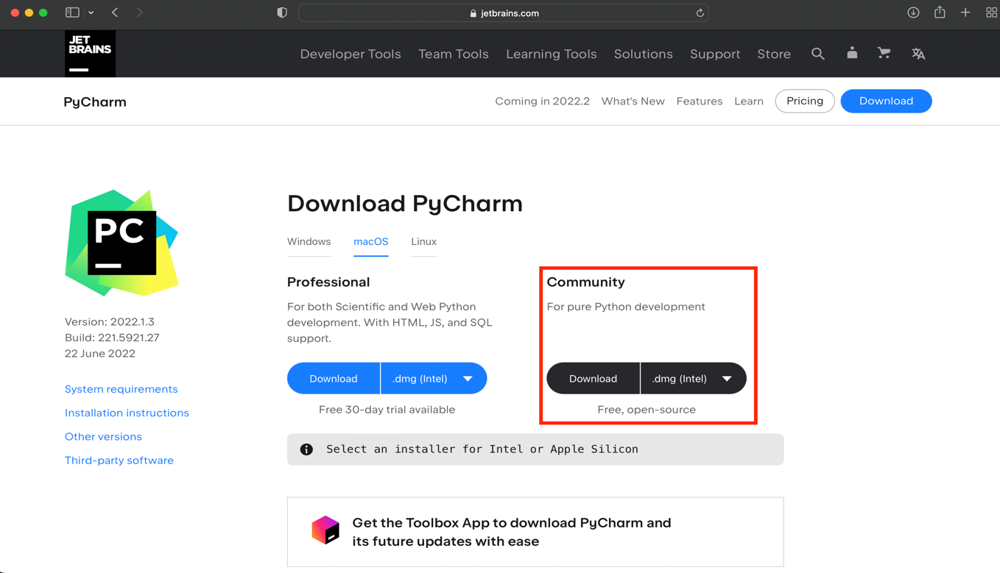 jetbrains.com
JET
BRAINS
Developer Tools Team Tools Learning Tools Solutions Support Store
PyCharm
Coming in 2022.2 What's New Features Learn Pricing Download
PC
Version: 2022.1.3
Build: 221.5921.27
22 June 2022
System requirements
Installation instructions
Other versions
Third-party software
Download PyCharm
Windows macOS Linux
Professional
For both Scientific and Web Python
development. With HTML, JS, and SQL
support.
Download .dmg (Intel)
Free 30-day trial available
Community
For pure Python development
Download .dmg (Intel)
Free, open-source
Select an installer for Intel or Apple Silicon
Get the Toolbox App to download PyCharm and
its future updates with ease